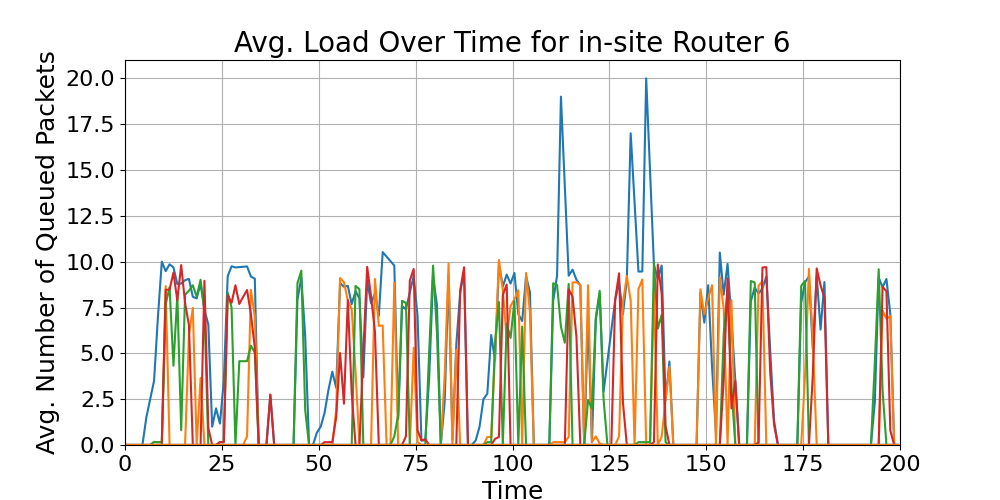 Avg. Load Over Time for in-site Router 6
Avg. Number of Queued Packets
20.0
17.5
15.0
12.5
10.0
7.5
5.0
2.5
0.0
0 25 50 75 100 125 150 175 200
Time